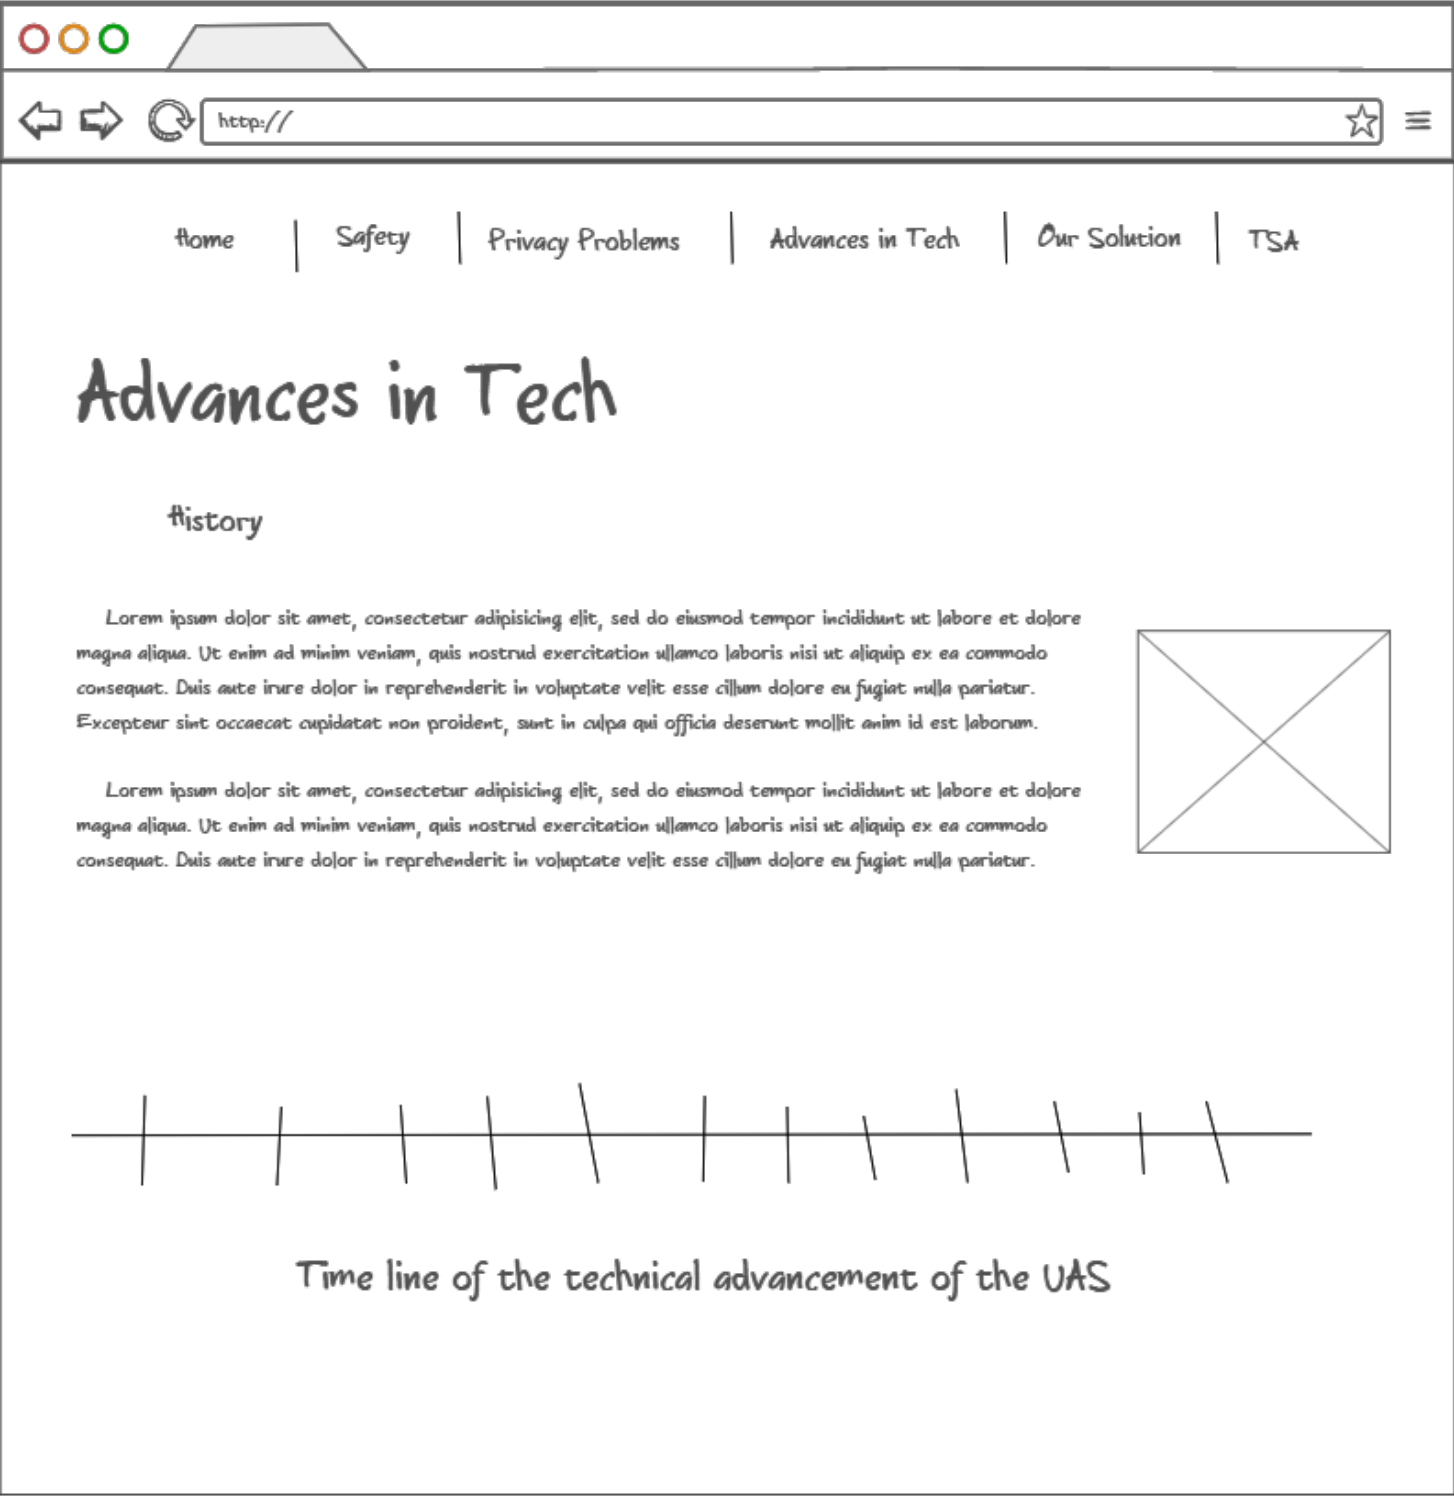 http://
Home Safety Privacy Problems Advances in Tech Our Solution TSA
Advances in Tech
History
Lorem ipsum dolor sit amet, consectetur adipisicing elit, sed do eiusmod tempor incididunt ut labore et dolore
magna aliqua. Ut enim ad minim veniam, quis nostrud exercitation ullamco laboris nisi ut aliquip ex ea commodo
consequat. Duis aute irure dolor in reprehenderit in voluptate velit esse cillum dolore eu fugiat nulla pariatur.
Excepteur sint occaecat cupidatat non proident, sunt in culpa qui officia deserunt mollit anim id est laborum.
Lorem ipsum dolor sit amet, consectetur adipisicing elit, sed do eiusmod tempor incididunt ut labore et dolore
magna aliqua. Ut enim ad minim veniam, quis nostrud exercitation ullamco laboris nisi ut aliquip ex ea commodo
consequat. Duis aute irure dolor in reprehenderit in voluptate velit esse cillum dolore eu fugiat nulla pariatur.
Time line of the technical advancement of the UAS